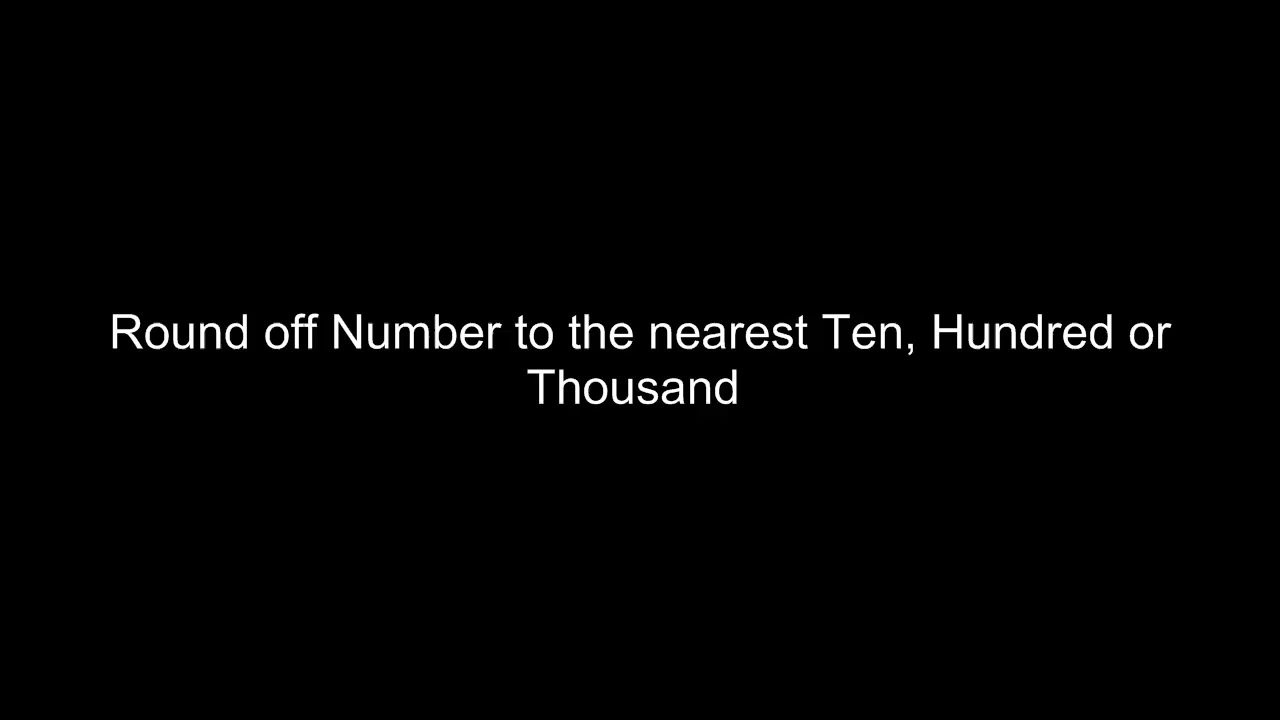 Round off Number to the nearest Ten, Hundred or
Thousand